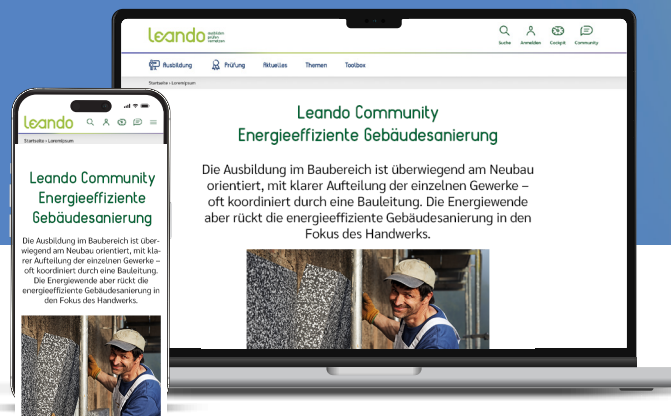 Leando
ausbilden
prüfen
vernetzen
Suche
Anmelden
Cockpit
Community
Ausbildung
Prüfung
Aktuelles
Themen
Toolbox
Startseite › Loremipsum
Leando Community
Energieeffiziente Gebäudesanierung
Die Ausbildung im Baubereich ist überwiegend am Neubau
orientiert, mit klarer Aufteilung der einzelnen Gewerke –
oft koordiniert durch eine Bauleitung. Die Energiewende
aber rückt die energieeffiziente Gebäudesanierung in den
Fokus des Handwerks.
Leando
Startseite › Loremipsum
Leando Community
Energieeffiziente
Gebäudesanierung
Die Ausbildung im Baubereich ist über-
wiegend am Neubau orientiert, mit kla-
rer Aufteilung der einzelnen Gewerke –
oft koordiniert durch eine Bauleitung.
Die Energiewende aber rückt die
energieeffiziente Gebäudesanierung in
den Fokus des Handwerks.